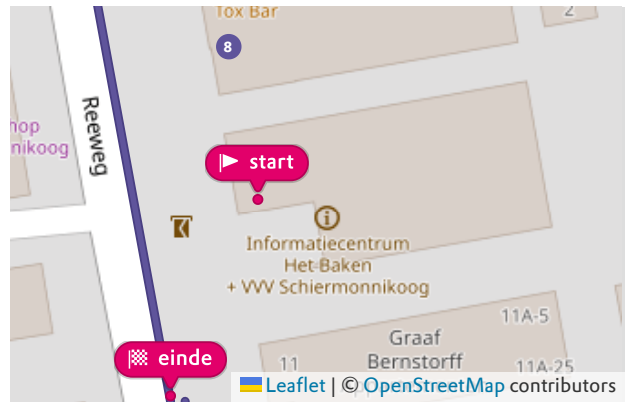 Tox Bar
2
8
Reeweg
hop
nikoog
start
Informatiecentrum
Het Baken
+ VVV Schiermonnikoog
11A-5
Graaf
Bernstorff
11
11A-25
einde
Leaflet | © OpenStreetMap contributors